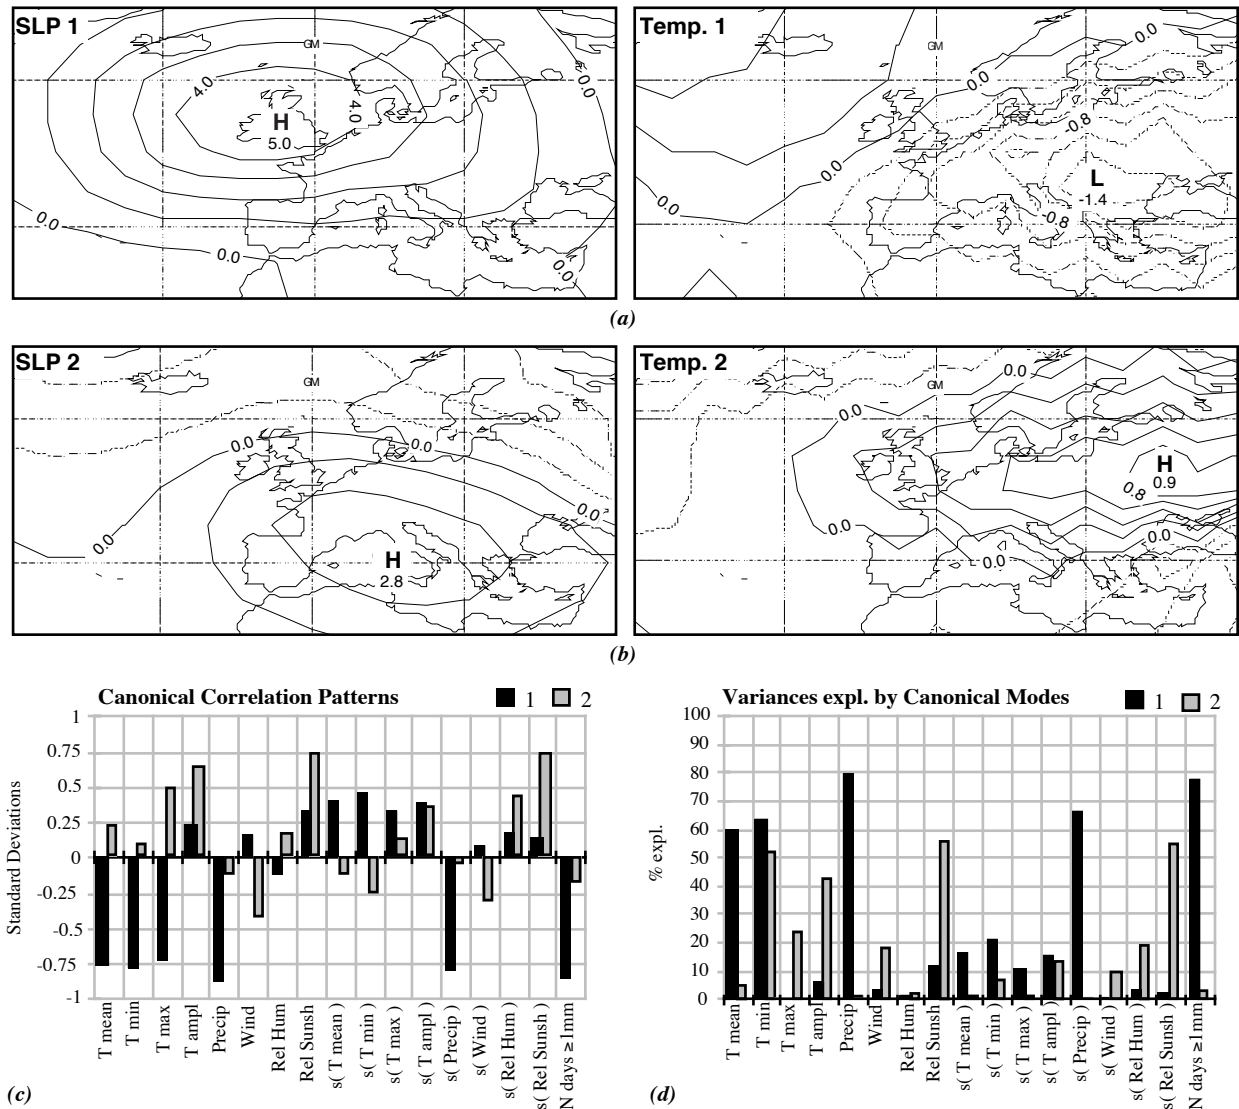 SLP 1
GM
4.0
4.0
H
5.0
0.0
0.0
0.0
0.0
Temp. 1
GM
0.0
0.0
-0.8
0.0
L
-1.4
-0.8
0.0
0.0
(a)
SLP 2
GM
0.0
0.0
0.0
0.0
H
2.8
Temp. 2
GM
0.0
0.0
H
0.9
0.8
0.0
0.0
0.0
(b)
Canonical Correlation Patterns
1 2
Standard Deviations
1
0.75
0.5
0.25
0
-0.25
-0.5
-0.75
-1
T mean
T min
T max
T ampl
Precip
Wind
Rel Hum
Rel Sunsh
s( T mean )
s( T min )
s( T max )
s( T ampl )
s( Precip )
s( Wind )
s( Rel Hum )
s( Rel Sunsh )
N days ≥1mm
(c)
Variances expl. by Canonical Modes
1 2
% expl.
100
90
80
70
60
50
40
30
20
10
0
T mean
T min
T max
T ampl
Precip
Wind
Rel Hum
Rel Sunsh
s( T mean )
s( T min )
s( T max )
s( T ampl )
s( Precip )
s( Wind )
s( Rel Hum )
s( Rel Sunsh )
N days ≥1mm
(d)